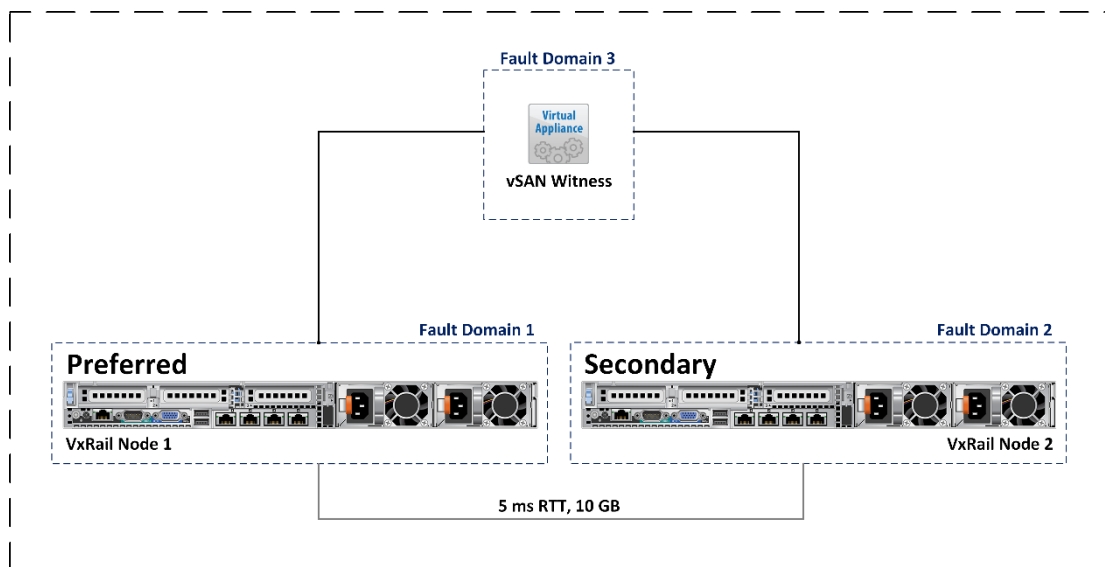 Fault Domain 3
Virtual
Appliance
vSAN Witness
Fault Domain 1
Fault Domain 2
Preferred
Secondary
VxRail Node 1
VxRail Node 2
5 ms RTT, 10 GB